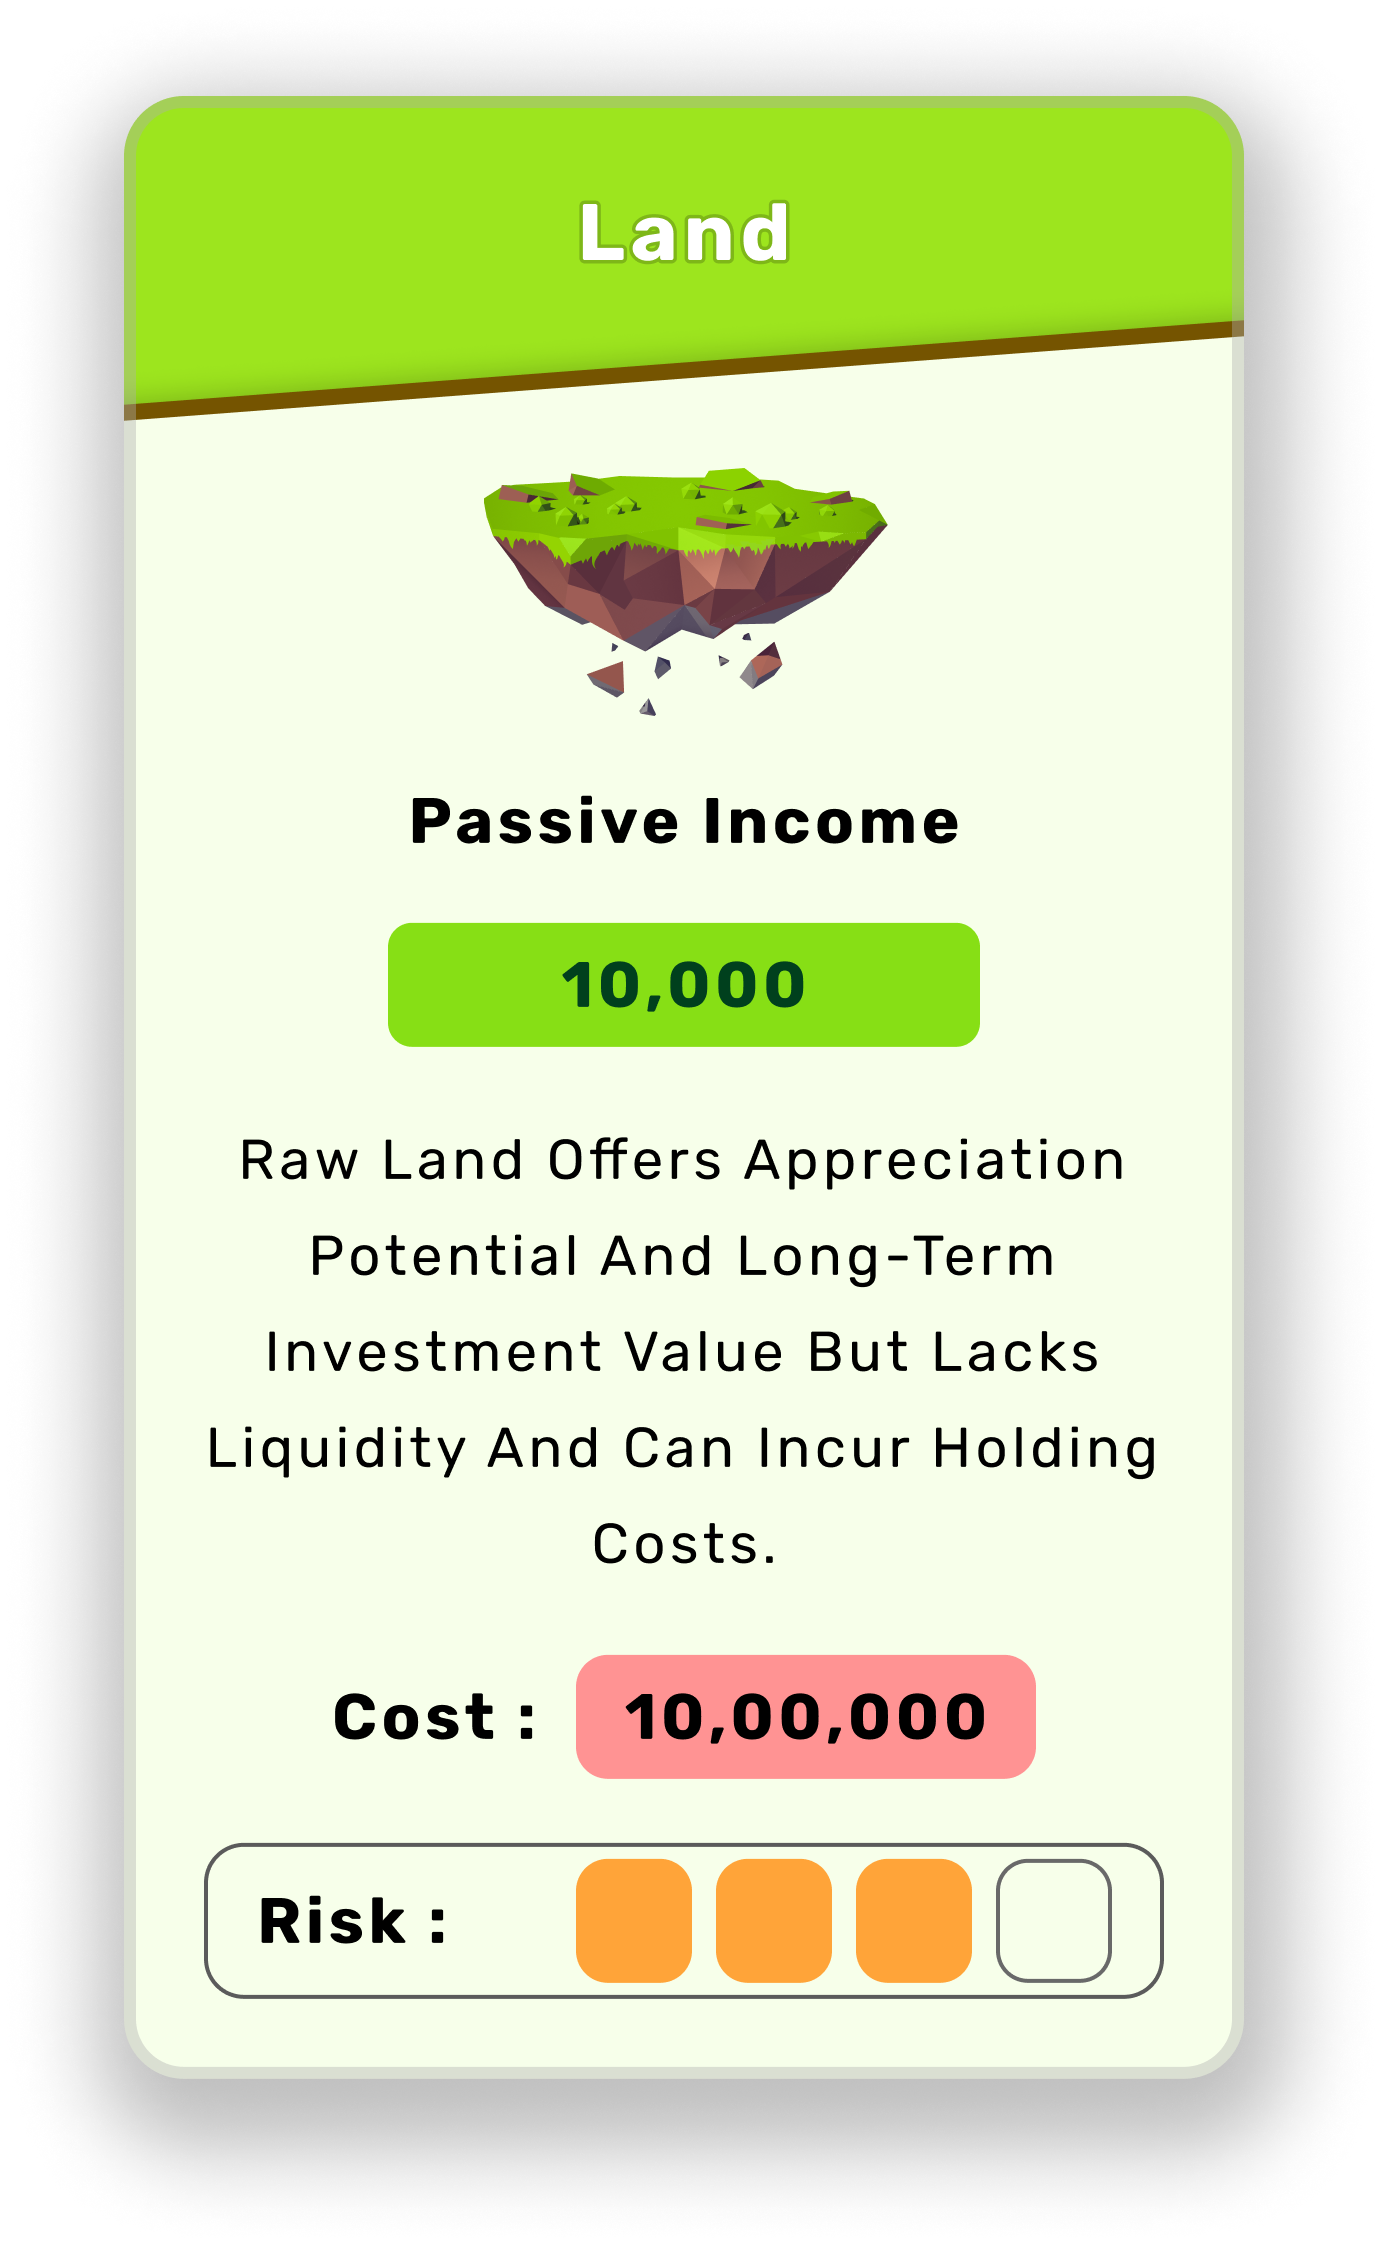 Land
Passive Income
10,000
Raw Land Offers Appreciation
Potential And Long-Term
Investment Value But Lacks
Liquidity And Can Incur Holding
Costs.
Cost : 10,00,000
Risk :